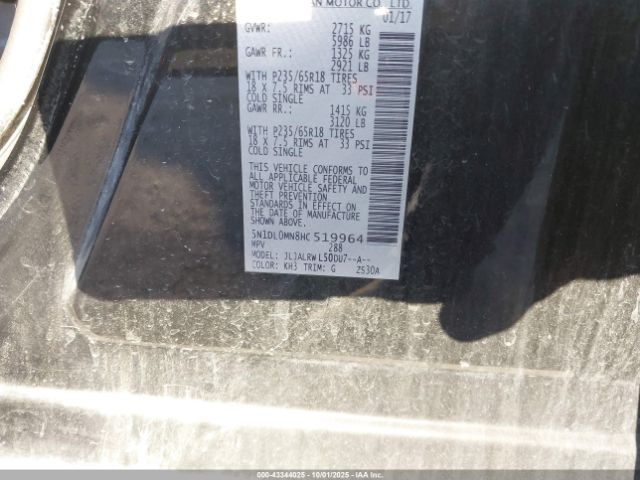 AN MOTOR CO. LTD.
01/17
GVWR: 2715 KG
5986 LB
GAWR FR.: 1325 KG
2921 LB
WITH P235/65R18 TIRES
18 X 7.5 RIMS AT 33 PSI
COLD SINGLE
GAWR RR.: 1415 KG
3120 LB
WITH P235/65R18 TIRES
18 X 7.5 RIMS AT 33 PSI
COLD SINGLE
THIS VEHICLE CONFORMS TO
ALL APPLICABLE FEDERAL
MOTOR VEHICLE SAFETY AND
THEFT PREVENTION
STANDARDS IN EFFECT ON
THE DATE OF MANUFACTURE
SHOWN ABOVE.
5N1DL0MN8HC519964
MPV 288
MODEL: JLJALRWL50DU7--A--
COLOR: KH3 TRIM: G ZS30A
000-43344025 | 10/01/2025 | IAA Inc.